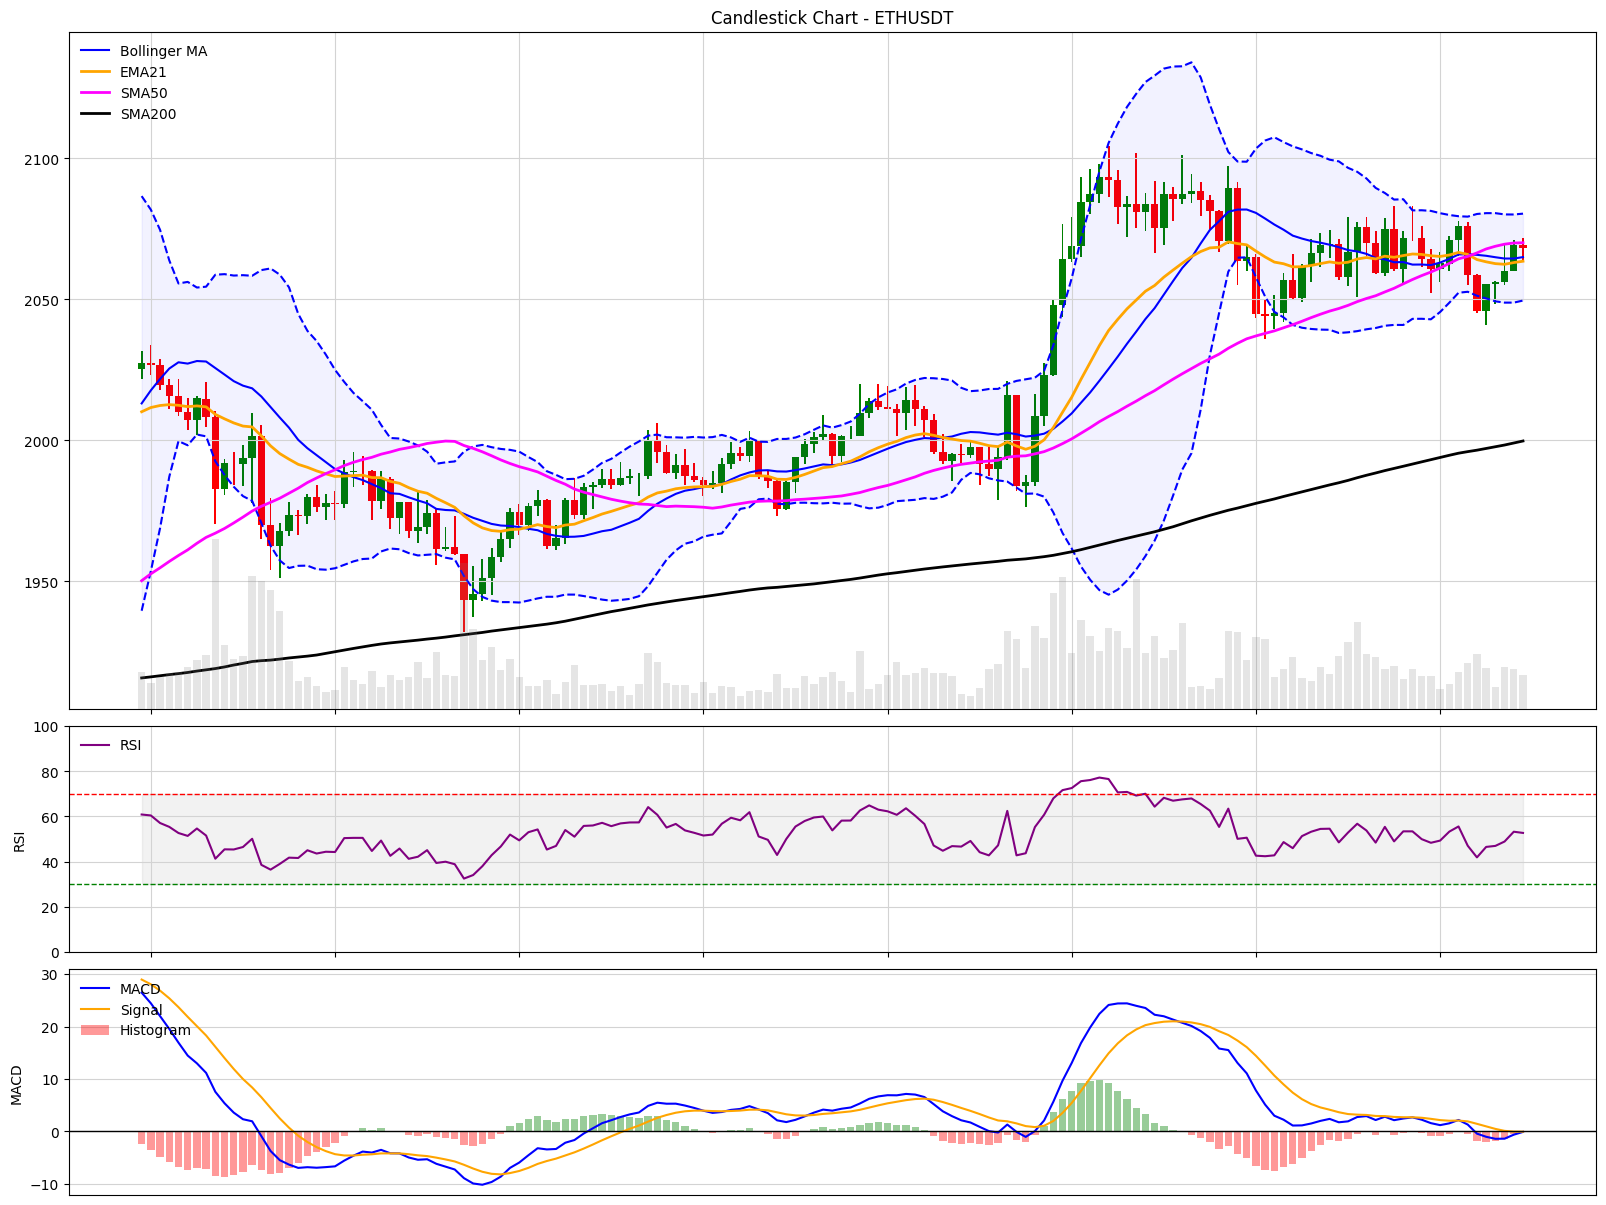 Candlestick Chart - ETHUSDT
Bollinger MA
EMA21
SMA50
SMA200
2100
2050
2000
1950
RSI
100
80
60
40
20
0
RSI
MACD
Signal
Histogram
30
20
10
0
−10
MACD